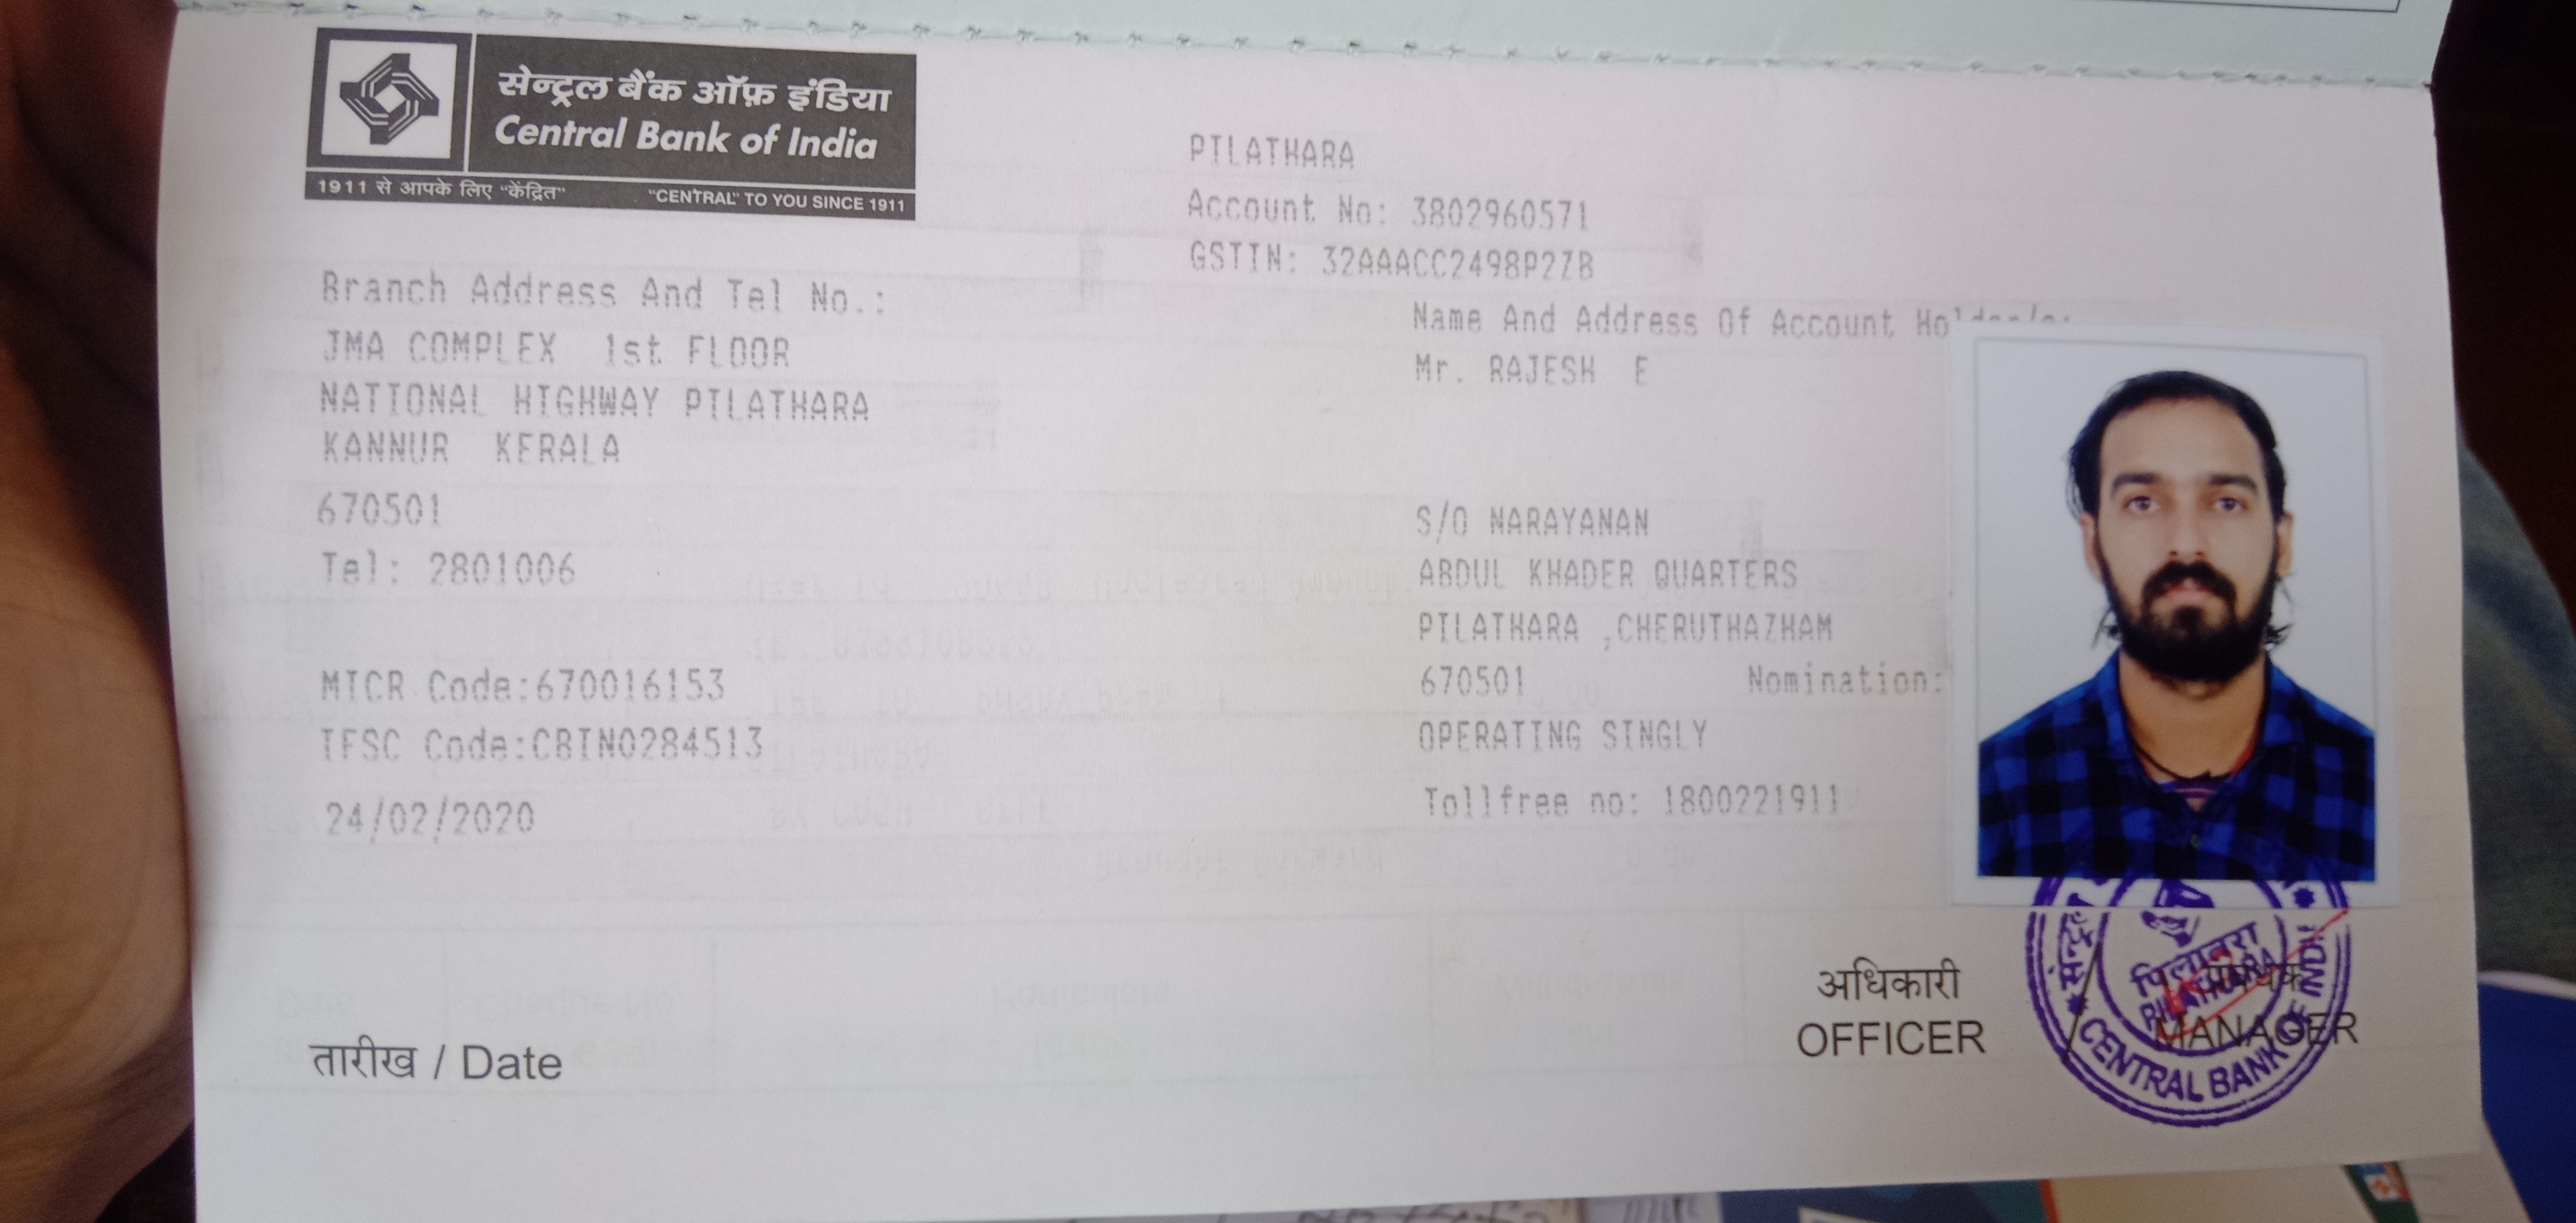 सेन्ट्रल बैंक ऑफ़ इंडिया
Central Bank of India
1911 से आपके लिए “केंद्रित” “CENTRAL” TO YOU SINCE 1911
PILATHARA
Account No: 3802960571
GSTIN: 32AAACC2498P2ZB
Branch Address And Tel No.:
JMA COMPLEX 1st FLOOR
NATIONAL HIGHWAY PILATHARA
KANNUR KERALA
670501
Tel: 2801006
MICR Code:670016153
IFSC Code:CBIN0284513
24/02/2020
Name And Address Of Account
Mr. RAJESH E
S/O NARAYANAN
ABDUL KHADER QUARTERS
PILATHARA ,CHERUTHAZHAM
670501 Nomination:
OPERATING SINGLY
Tollfree no: 1800221911
तारीख / Date
अधिकारी
OFFICER
MANAGER
पिलात्तरा
PILATHARA
CENTRAL BANK OF INDIA